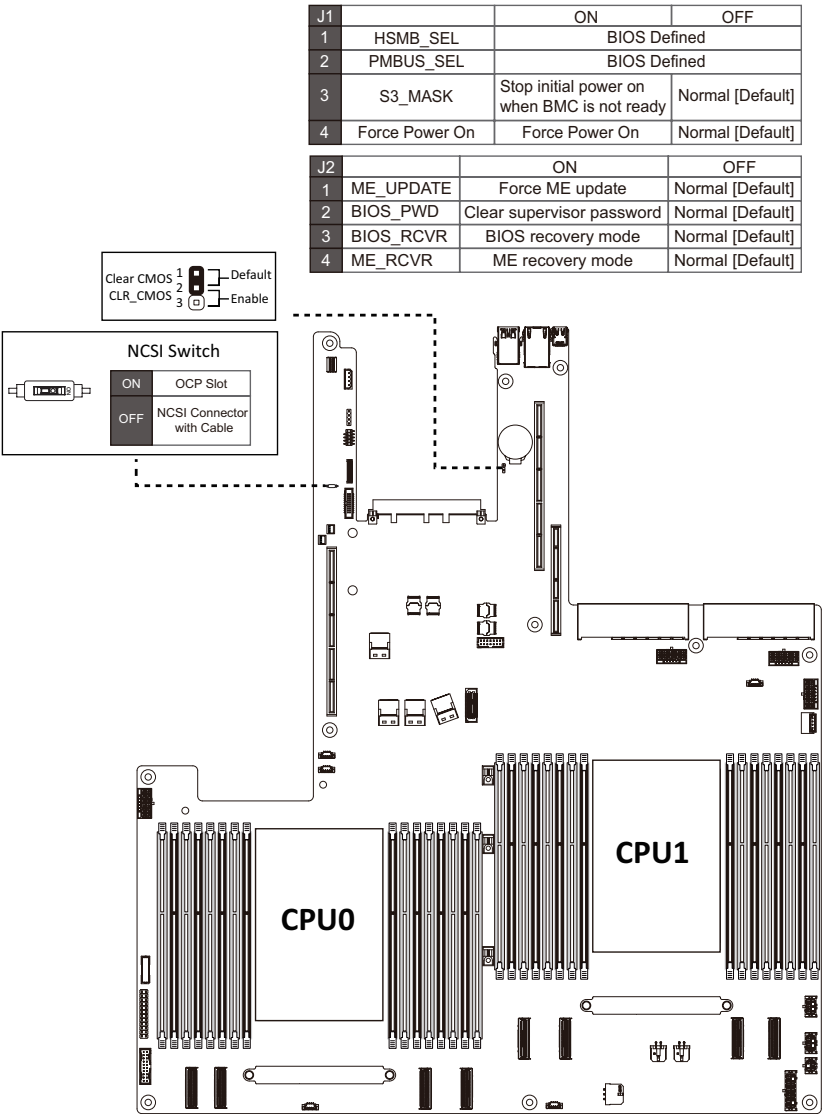 J1 ON OFF
1 HSMB_SEL BIOS Defined
2 PMBUS_SEL BIOS Defined
3 S3_MASK Stop initial power on
when BMC is not ready Normal [Default]
4 Force Power On Force Power On Normal [Default]
J2 ON OFF
1 ME_UPDATE Force ME update Normal [Default]
2 BIOS_PWD Clear supervisor password Normal [Default]
3 BIOS_RCVR BIOS recovery mode Normal [Default]
4 ME_RCVR ME recovery mode Normal [Default]
Clear CMOS 1 Default
CLR_CMOS 2
3 Enable
NCSI Switch
ON OCP Slot
OFF NCSI Connector
with Cable
CPU1
CPU0